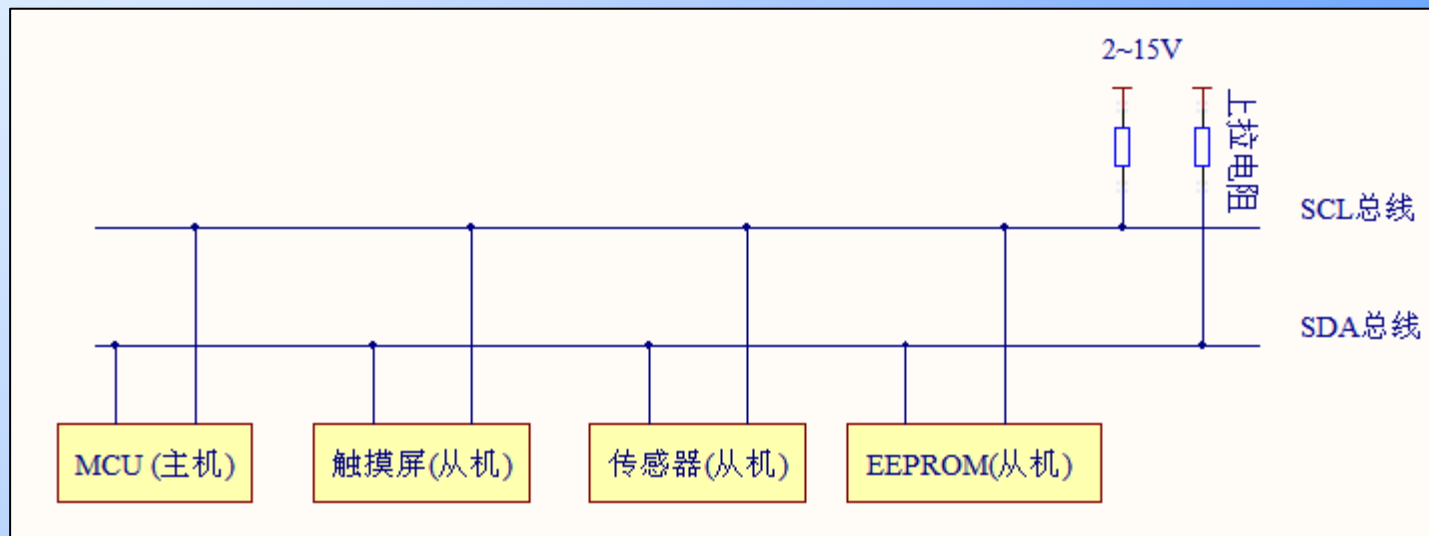 2~15V
上拉电阻
SCL总线
SDA总线
MCU (主机)
触摸屏(从机)
传感器(从机)
EEPROM(从机)